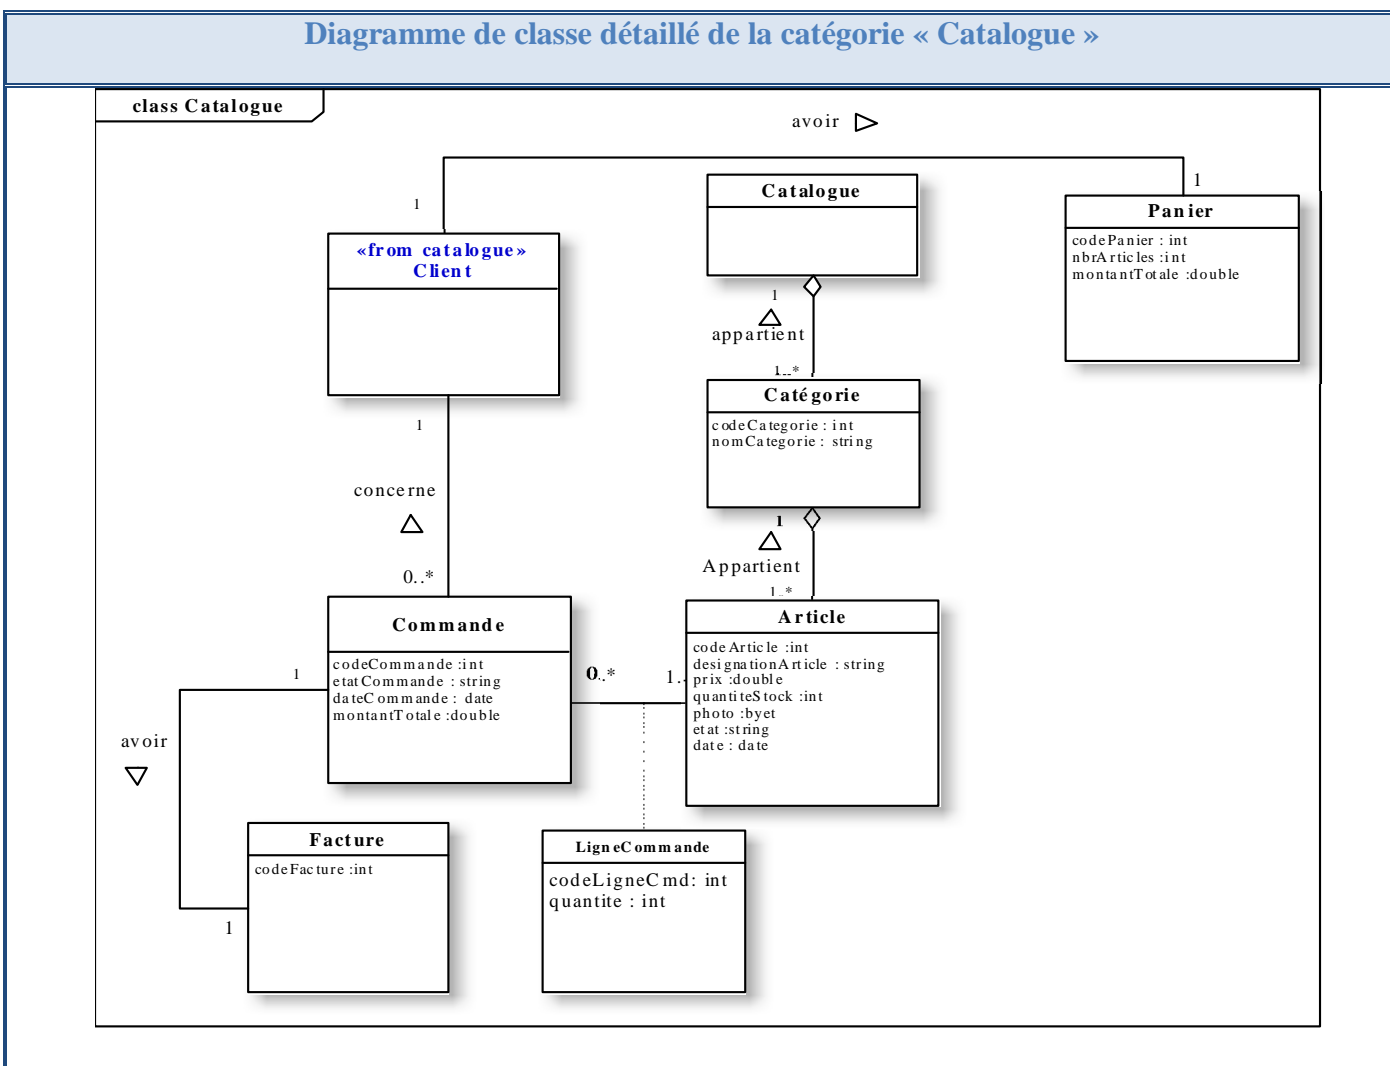 Diagramme de classe détaillé de la catégorie « Catalogue »
class Catalogue
avoir
1
1
«from catalogue»
Client
Catalogue
Panier
codePanier : int
nbrArticles :int
montantTotale :double
1
appartient
1..*
Catégorie
codeCategorie : int
nomCategorie : string
1
concerne
0..*
1
Appartient
1..*
Commande
codeCommande :int
etatCommande : string
dateCommande : date
montantTotale :double
0..*
1..
Article
codeArticle :int
designationArticle : string
prix :double
quantiteStock :int
photo :byet
etat :string
date : date
1
avoir
1
Facture
codeFacture :int
LigneCommande
codeLigneCmd: int
quantite : int